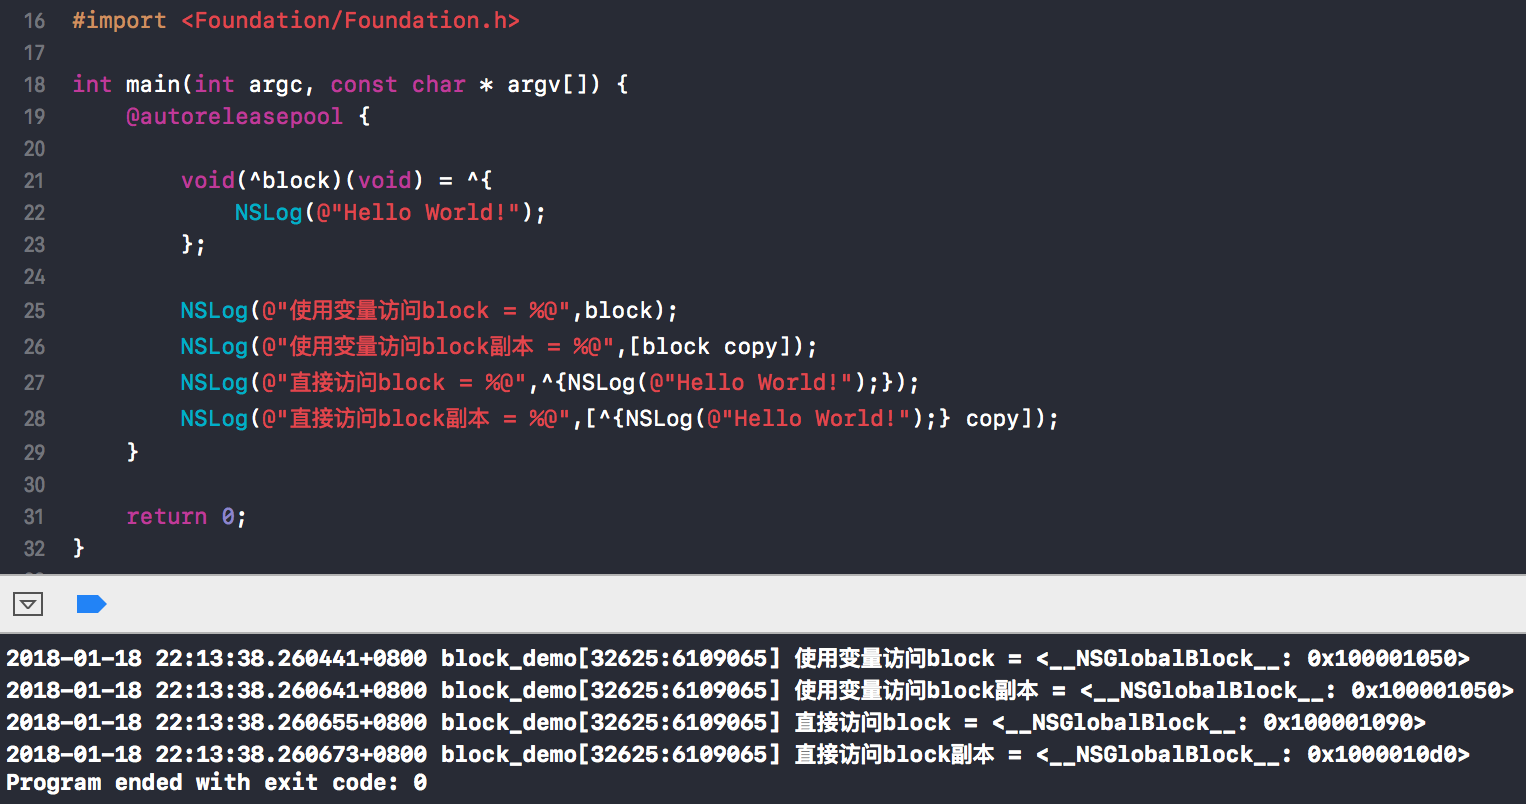 16 #import <Foundation/Foundation.h>
17
18 int main(int argc, const char * argv[]) {
19     @autoreleasepool {
20
21         void(^block)(void) = ^{
22             NSLog(@"Hello World!");
23         };
24
25         NSLog(@"使用变量访问block = %@",block);
26         NSLog(@"使用变量访问block副本 = %@",[block copy]);
27         NSLog(@"直接访问block = %@",^{NSLog(@"Hello World!");});
28         NSLog(@"直接访问block副本 = %@",[^{NSLog(@"Hello World!");} copy]);
29     }
30
31     return 0;
32 }
2018-01-18 22:13:38.260441+0800 block_demo[32625:6109065] 使用变量访问block = <__NSGlobalBlock__: 0x100001050>
2018-01-18 22:13:38.260641+0800 block_demo[32625:6109065] 使用变量访问block副本 = <__NSGlobalBlock__: 0x100001050>
2018-01-18 22:13:38.260655+0800 block_demo[32625:6109065] 直接访问block = <__NSGlobalBlock__: 0x100001090>
2018-01-18 22:13:38.260673+0800 block_demo[32625:6109065] 直接访问block副本 = <__NSGlobalBlock__: 0x1000010d0>
Program ended with exit code: 0